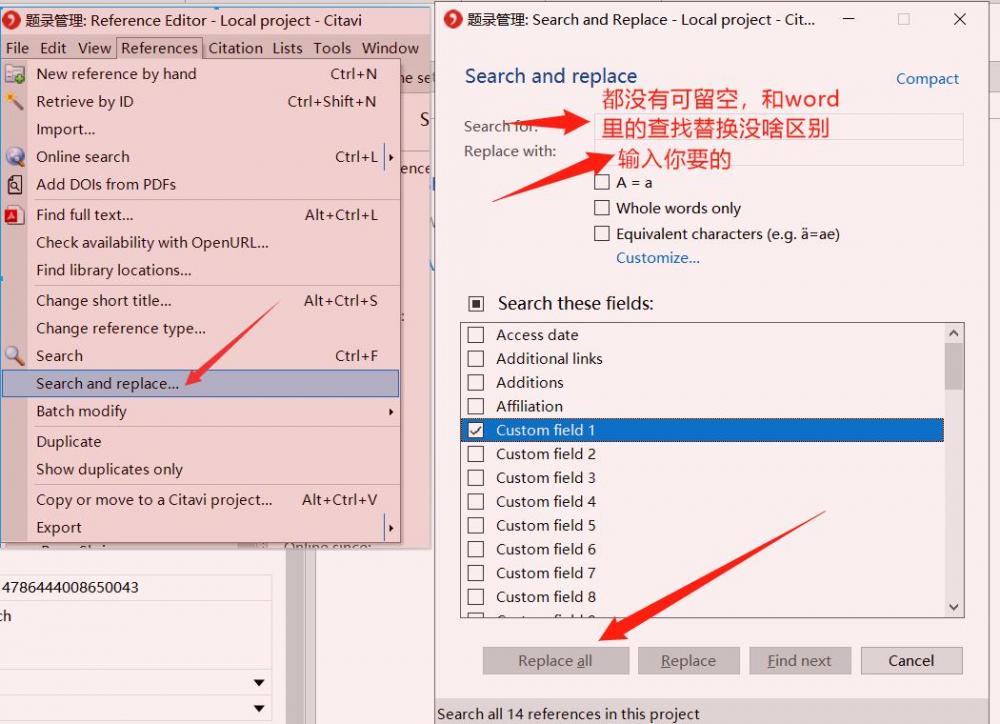 题录管理: Reference Editor - Local project - Citavi
File Edit View References Citation Lists Tools Window
New reference by hand Ctrl+N
Retrieve by ID Ctrl+Shift+N
Import...
Online search Ctrl+L
Add DOIs from PDFs
Find full text... Alt+Ctrl+L
Check availability with OpenURL...
Find library locations...
Change short title... Alt+Ctrl+S
Change reference type...
Search Ctrl+F
Search and replace...
Batch modify
Duplicate
Show duplicates only
Copy or move to a Citavi project... Alt+Ctrl+V
Export
Online since:
4786444008650043
题录管理: Search and Replace - Local project - Cit...
Search and replace
Compact
都没有可留空，和word
Search for:
里的查找替换没啥区别
Replace with:
输入你要的
A = a
Whole words only
Equivalent characters (e.g. ä=ae)
Customize...
Search these fields:
Access date
Additional links
Additions
Affiliation
Custom field 1
Custom field 2
Custom field 3
Custom field 4
Custom field 5
Custom field 6
Custom field 7
Custom field 8
Replace all Replace Find next Cancel
Search all 14 references in this project